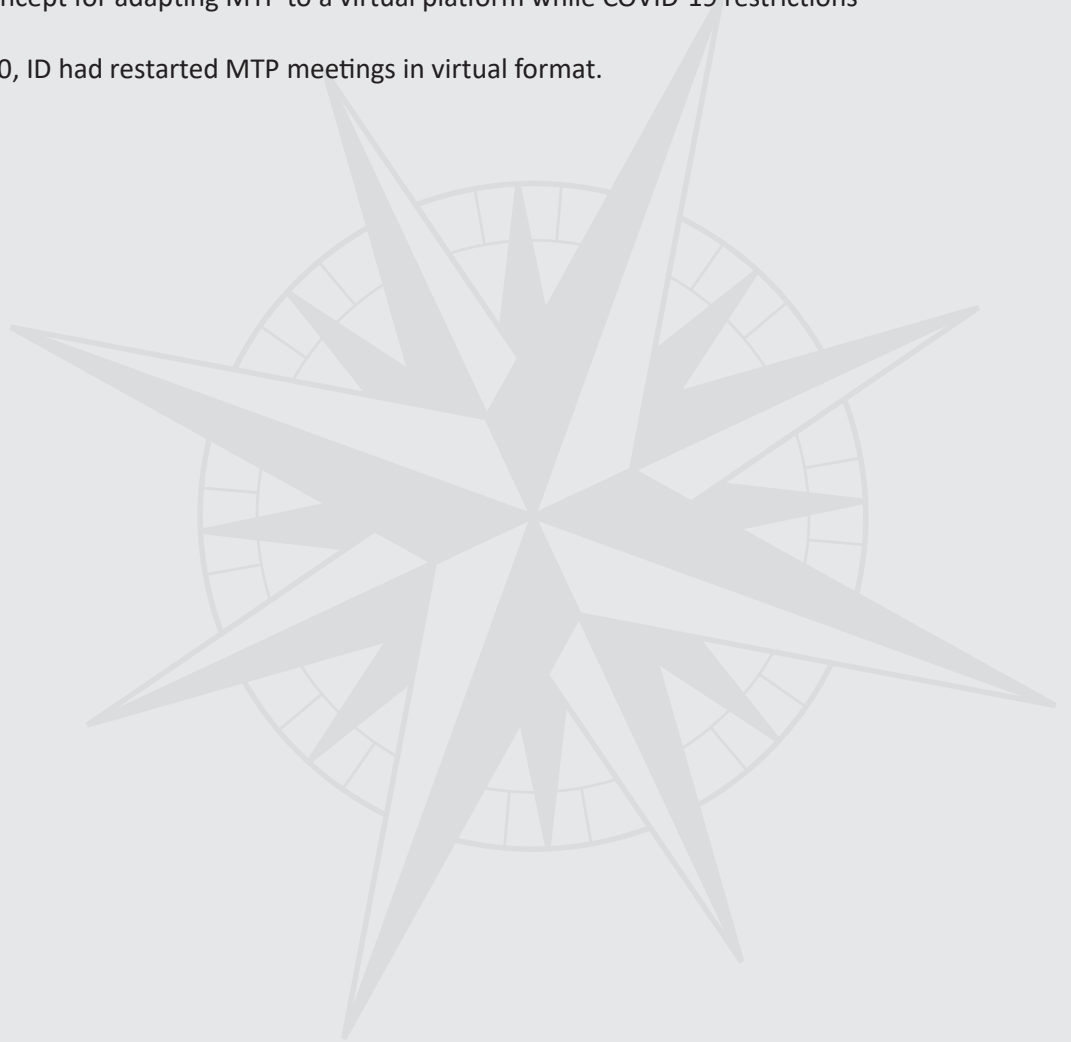 ncept for adapting MTP to a virtual platform while COVID-19 restrictions
0, ID had restarted MTP meetings in virtual format.